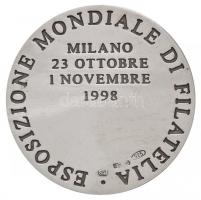 ESPOSIZIONE MONDIALE DI FILATELIA •
MILANO
23 OTTOBRE
1 NOVEMBRE
1998